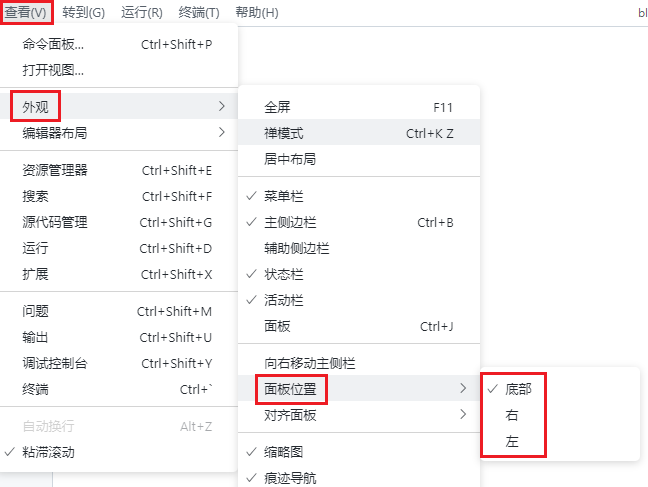 查看(V) 转到(G) 运行(R) 终端(T) 帮助(H)
命令面板... Ctrl+Shift+P
打开视图...
外观
编辑器布局
资源管理器 Ctrl+Shift+E
搜索 Ctrl+Shift+F
源代码管理 Ctrl+Shift+G
运行 Ctrl+Shift+D
扩展 Ctrl+Shift+X
问题 Ctrl+Shift+M
输出 Ctrl+Shift+U
调试控制台 Ctrl+Shift+Y
终端 Ctrl+`
自动换行 Alt+Z
粘滞滚动
全屏 F11
禅模式 Ctrl+K Z
居中布局
菜单栏
主侧边栏 Ctrl+B
辅助侧边栏
状态栏
活动栏
面板 Ctrl+J
向右移动主侧栏
面板位置
对齐面板
缩略图
痕迹导航
底部
右
左